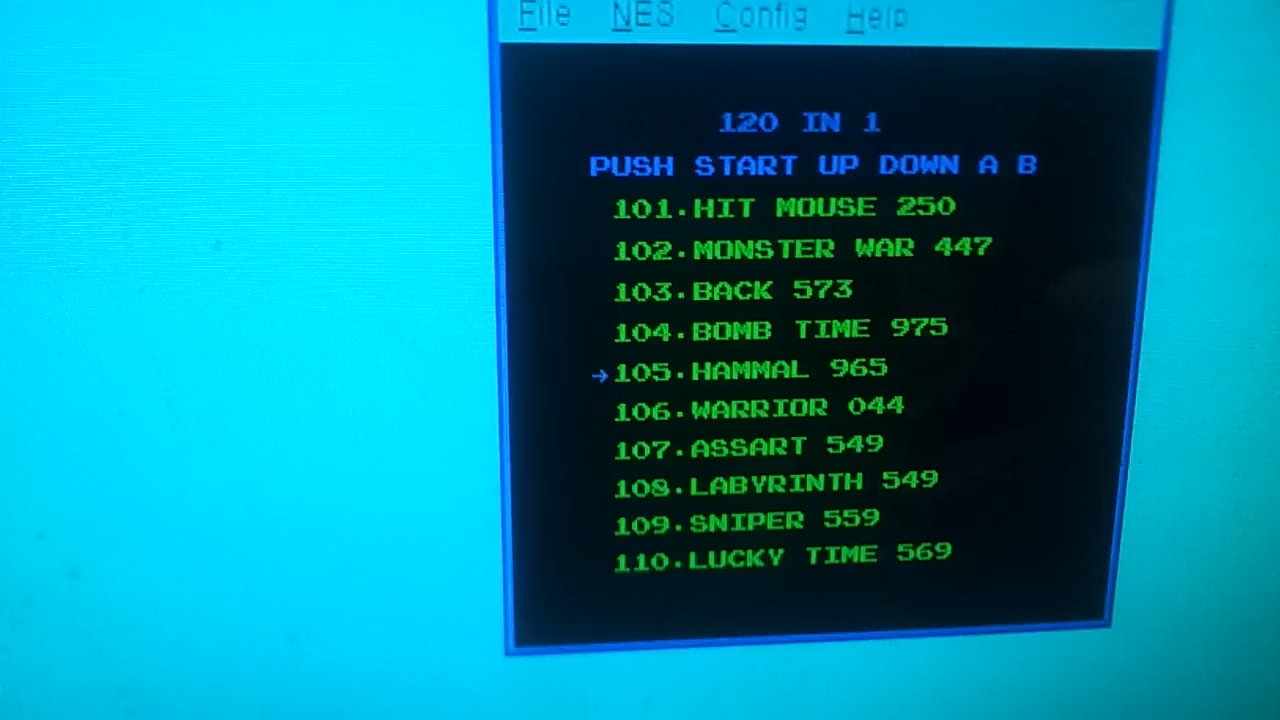 File NES Config Help
120 IN 1
PUSH START UP DOWN A B
101.HIT MOUSE 250
102.MONSTER WAR 447
103.BACK 573
104.BOMB TIME 975
→105.HAMMAL 965
106.WARRIOR 044
107.ASSART 549
108.LABYRINTH 549
109.SNIPER 559
110.LUCKY TIME 569